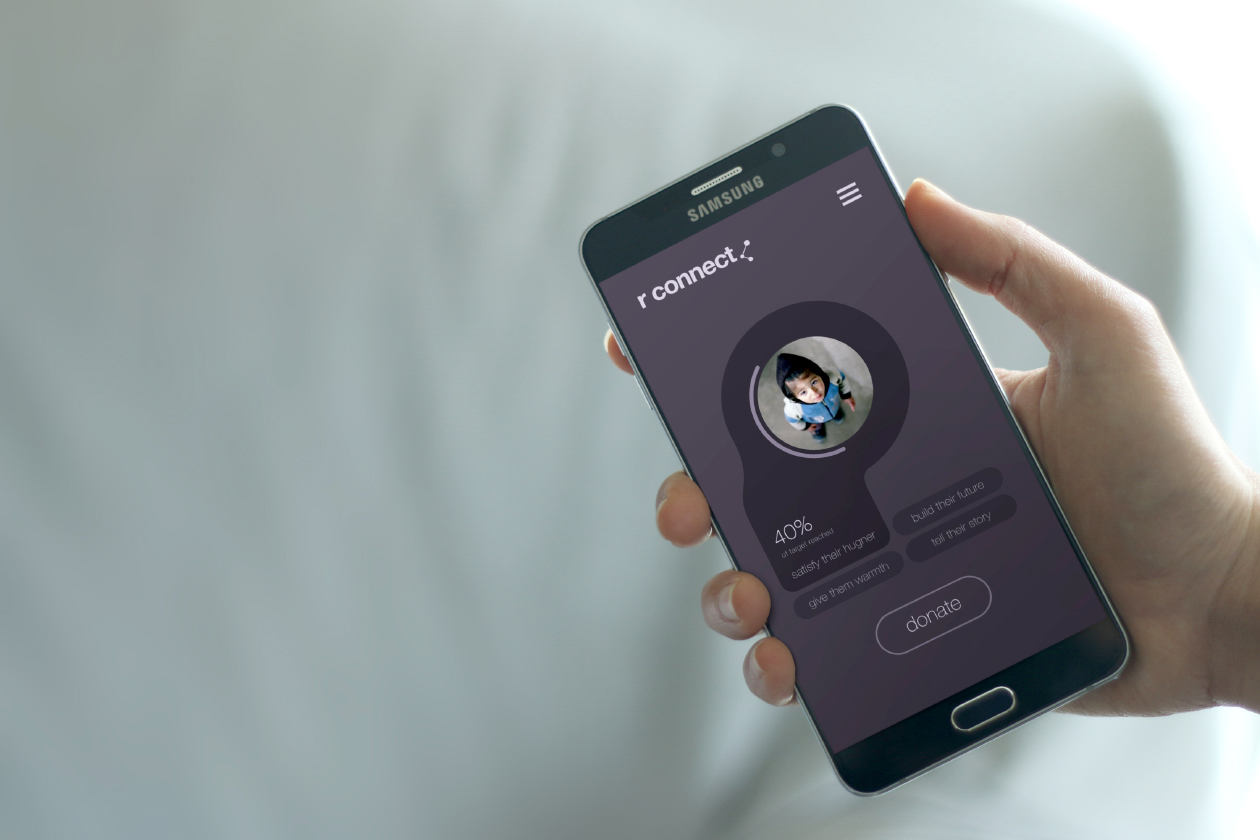 SAMSUNG
r connect
40%
of target reached
satisfy their hugner
build their future
give them warmth
tell their story
donate